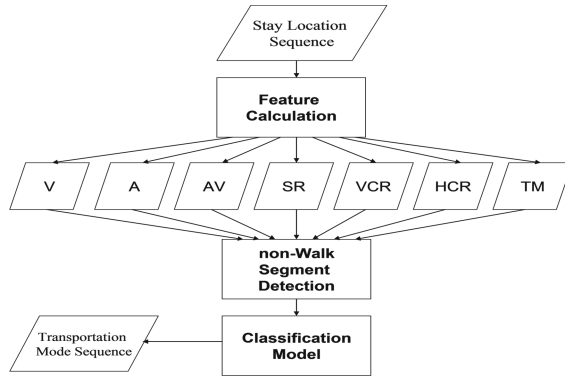 Stay Location
Sequence
Feature
Calculation
V
A
AV
SR
VCR
HCR
TM
non-Walk
Segment
Detection
Transportation
Mode Sequence
Classification
Model